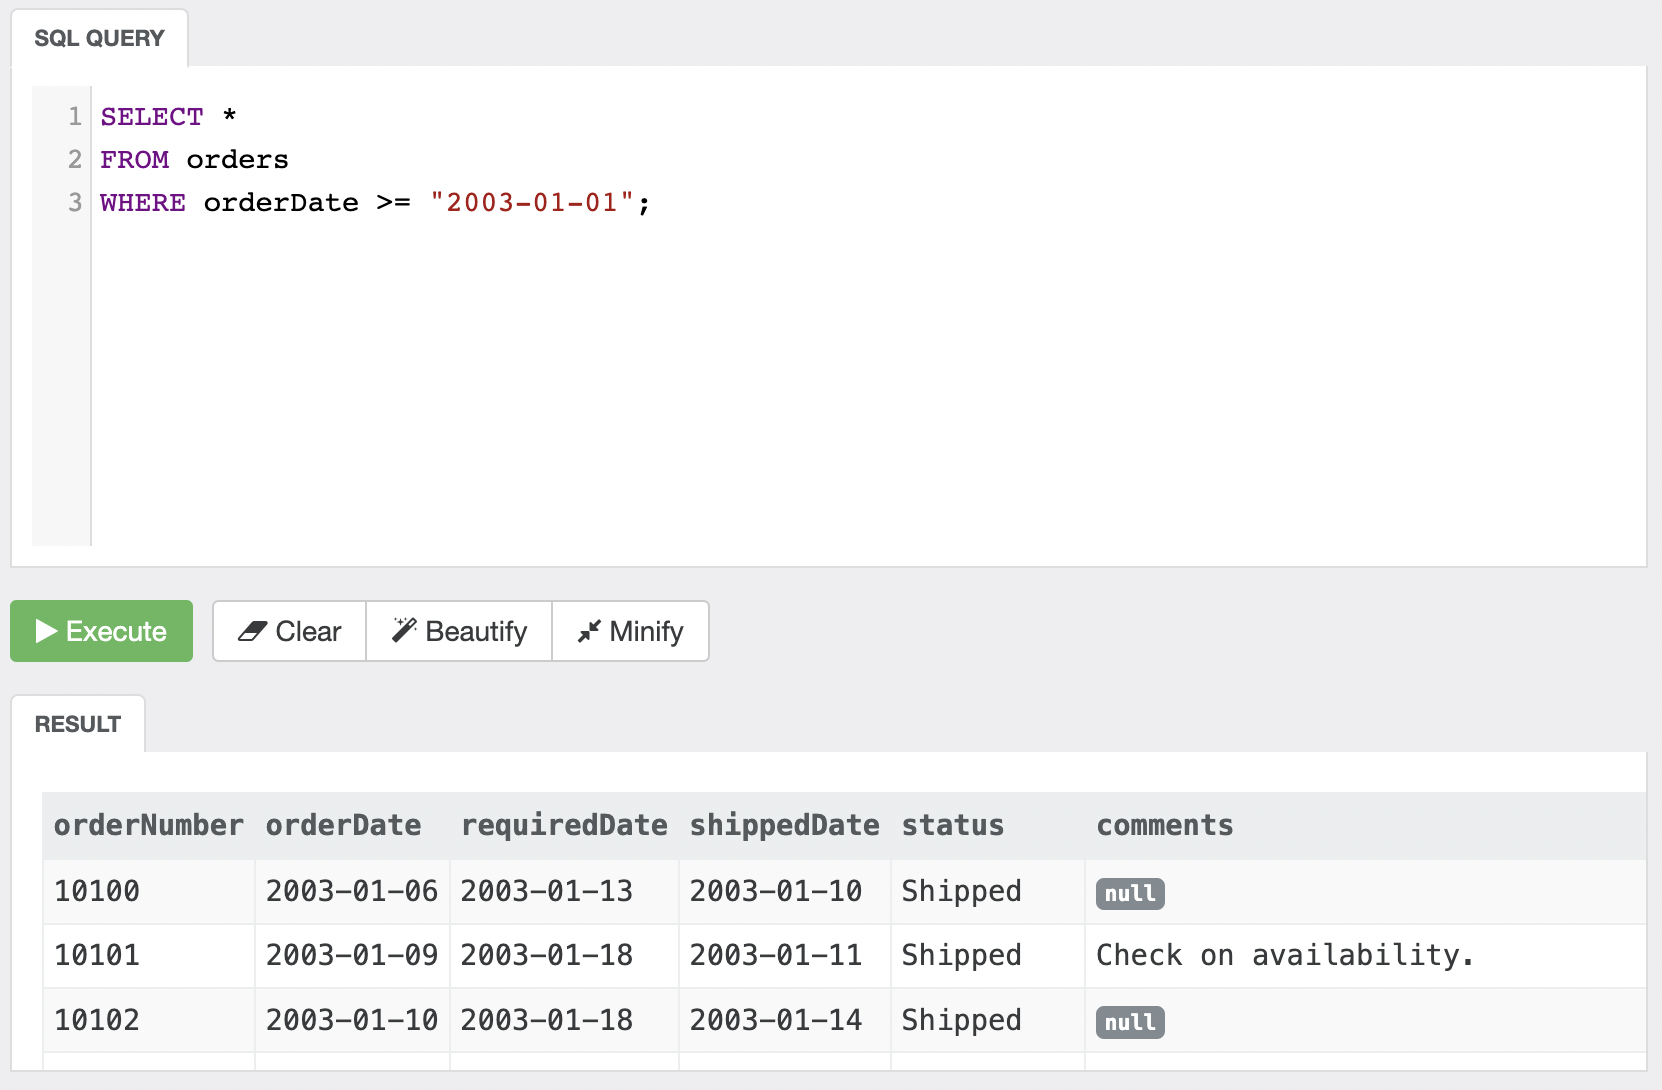 SQL QUERY
1 SELECT *
2 FROM orders
3 WHERE orderDate >= "2003-01-01";
Execute Clear Beautify Minify
RESULT
orderNumber orderDate requiredDate shippedDate status comments
10100 2003-01-06 2003-01-13 2003-01-10 Shipped null
10101 2003-01-09 2003-01-18 2003-01-11 Shipped Check on availability.
10102 2003-01-10 2003-01-18 2003-01-14 Shipped null